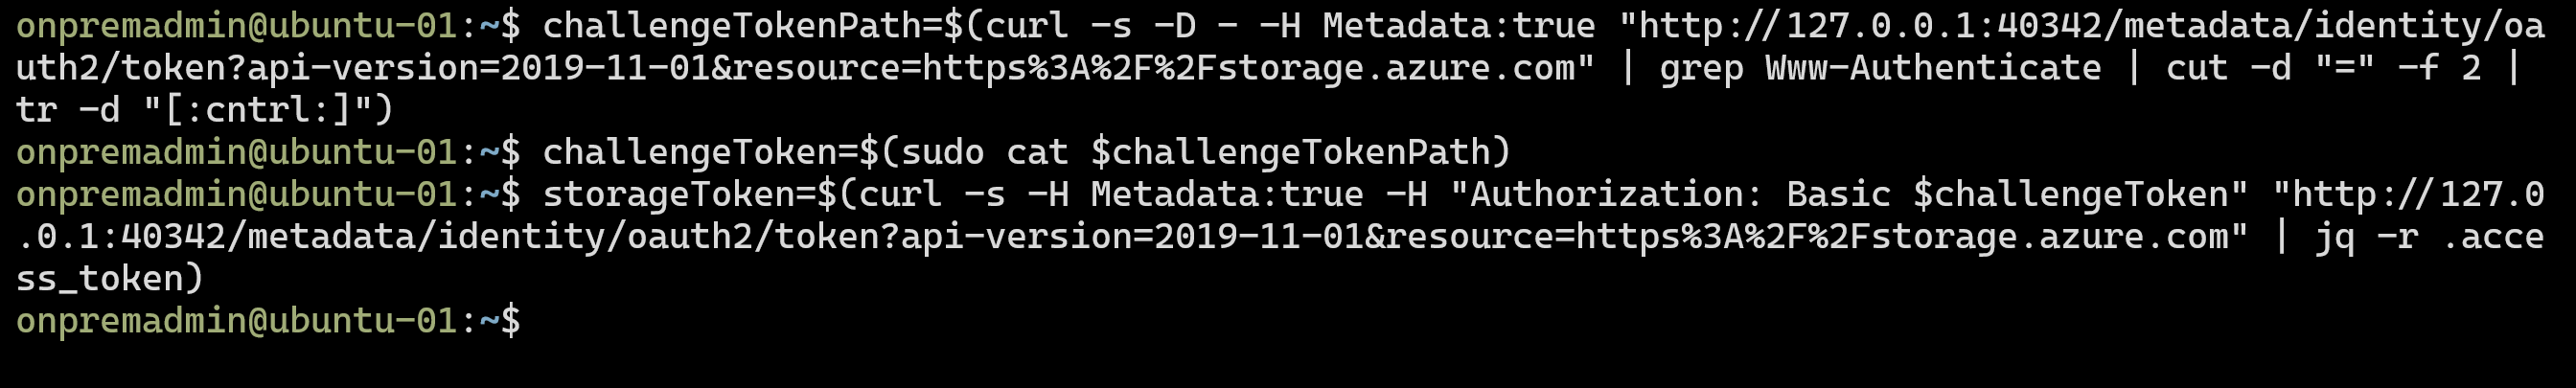 onpremadmin@ubuntu-01:~$ challengeTokenPath=$(curl -s -D - -H Metadata:true "http://127.0.0.1:40342/metadata/identity/oa
uth2/token?api-version=2019-11-01&resource=https%3A%2F%2Fstorage.azure.com" | grep Www-Authenticate | cut -d "=" -f 2 |
tr -d "[:cntrl:]")
onpremadmin@ubuntu-01:~$ challengeToken=$(sudo cat $challengeTokenPath)
onpremadmin@ubuntu-01:~$ storageToken=$(curl -s -H Metadata:true -H "Authorization: Basic $challengeToken" "http://127.0
.0.1:40342/metadata/identity/oauth2/token?api-version=2019-11-01&resource=https%3A%2F%2Fstorage.azure.com" | jq -r .acce
ss_token)
onpremadmin@ubuntu-01:~$